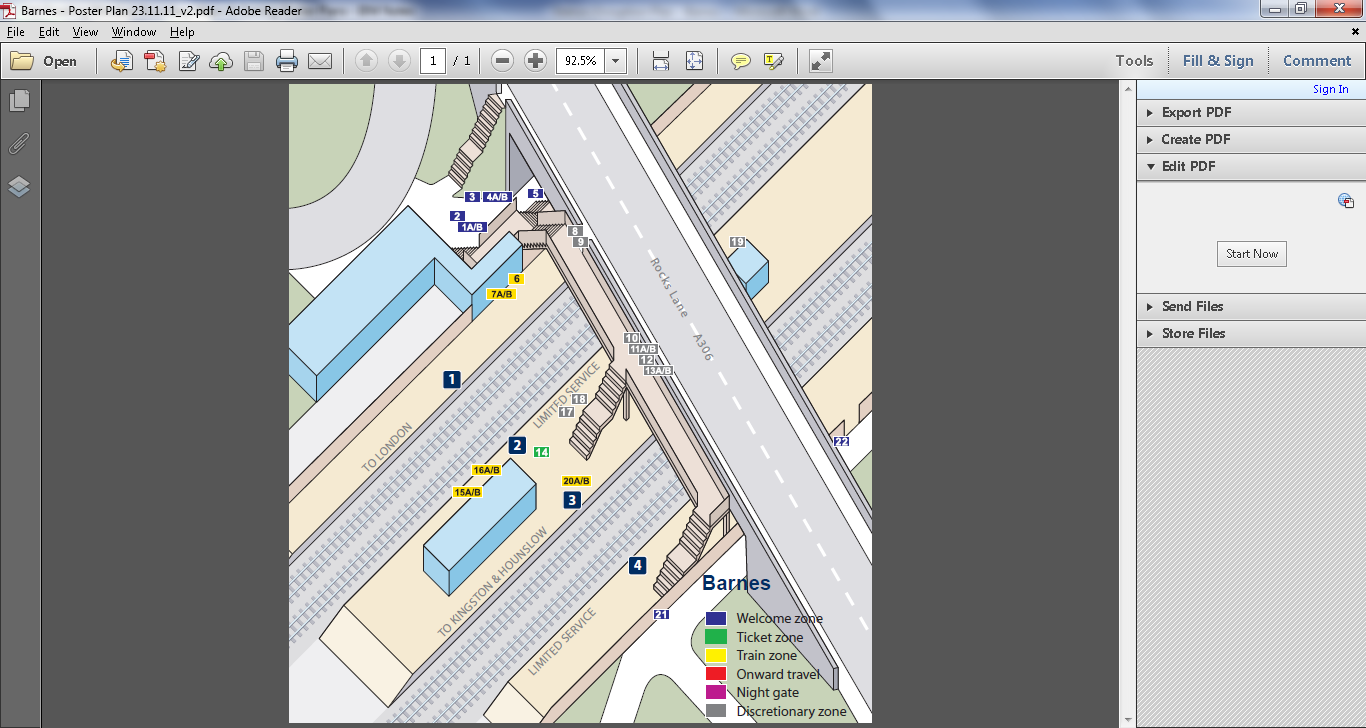 Barnes - Poster Plan 23.11.11_v2.pdf - Adobe Reader
File Edit View Window Help
Open 1 / 1 92.5% Tools Fill & Sign Comment
Sign In
Export PDF
Create PDF
Edit PDF
Start Now
Send Files
Store Files
3 4A/B 5
2
1A/B
8
9
19
6
7A/B
Rocks Lane A306
10
11A/B
12
13A/B
1
LIMITED SERVICE
18
17
TO LONDON
2
14
22
16A/B
15A/B
20A/B
3
TO KINGSTON & HOUNSLOW
4
LIMITED SERVICE
21
Barnes
Welcome zone
Ticket zone
Train zone
Onward travel
Night gate
Discretionary zone